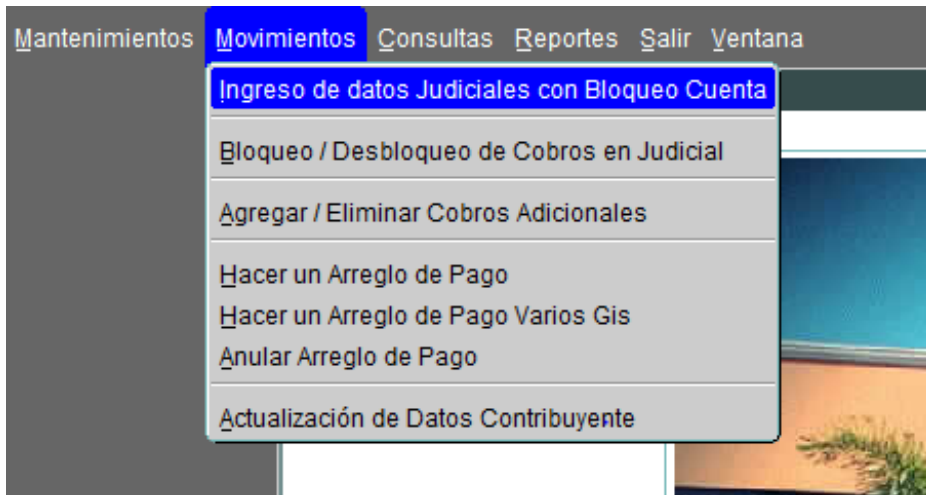 Mantenimientos Movimientos Consultas Reportes Salir Ventana
Ingreso de datos Judiciales con Bloqueo Cuenta
Bloqueo / Desbloqueo de Cobros en Judicial
Agregar / Eliminar Cobros Adicionales
Hacer un Arreglo de Pago
Hacer un Arreglo de Pago Varios Gis
Anular Arreglo de Pago
Actualización de Datos Contribuyente